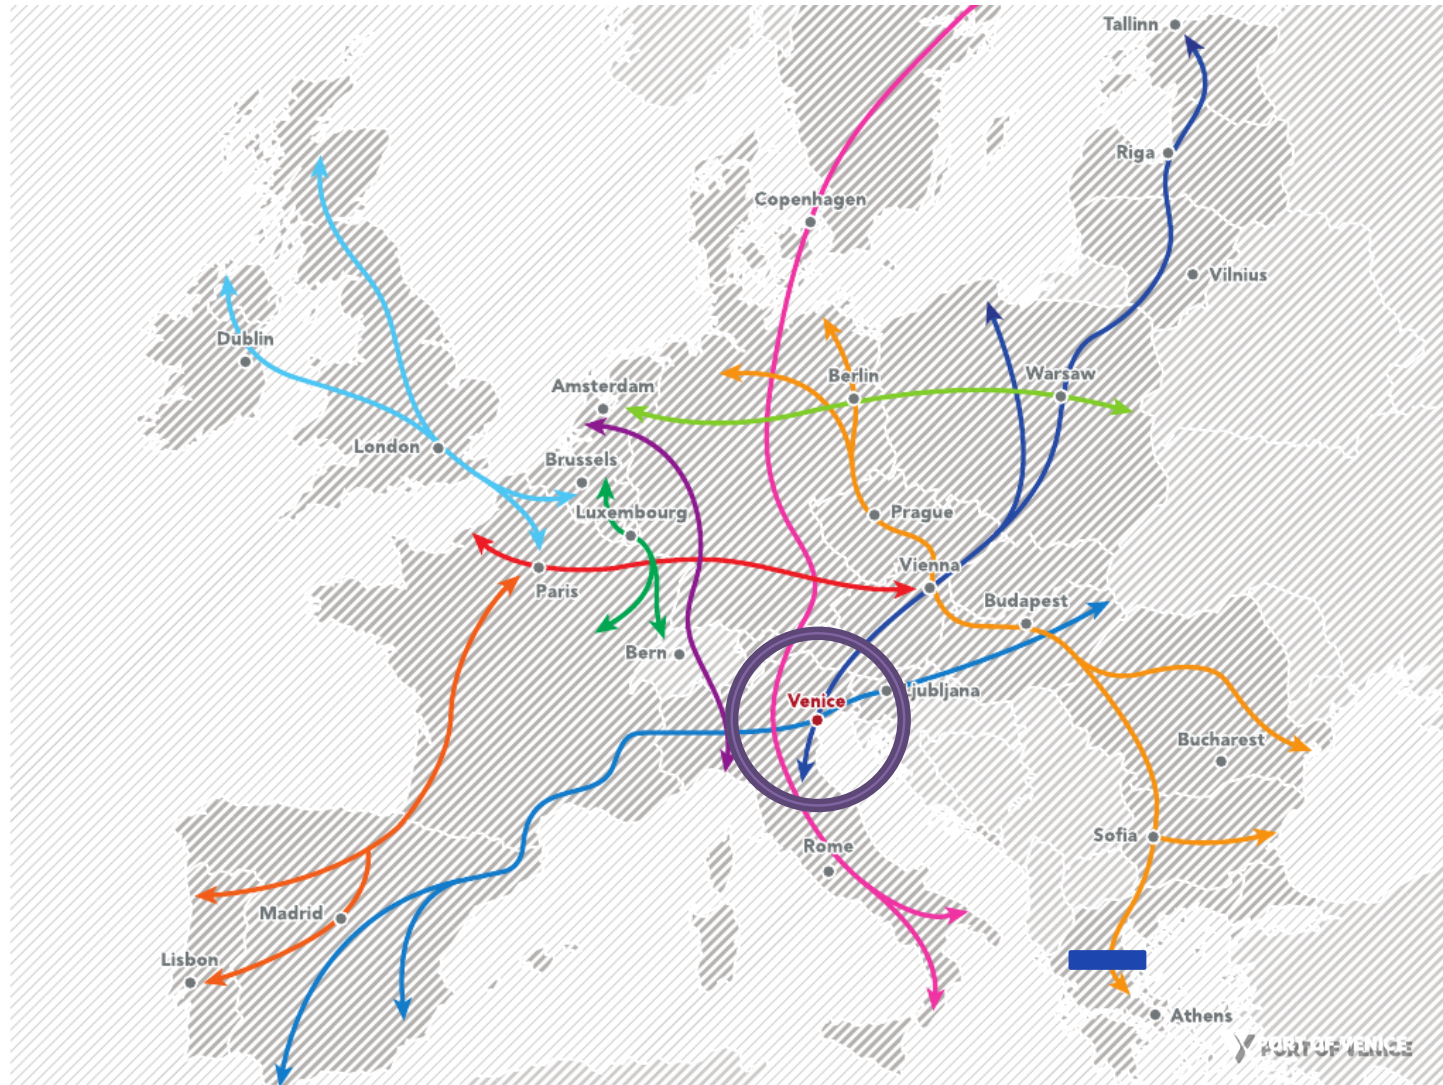 Tallinn
Riga
Copenhagen
Vilnius
Dublin
Berlin
Warsaw
Amsterdam
London
Brussels
Luxembourg
Prague
Vienna
Paris
Budapest
Bern
Ljubljana
Venice
Bucharest
Sofia
Rome
Madrid
Lisbon
Athens
PORT OF VENICE